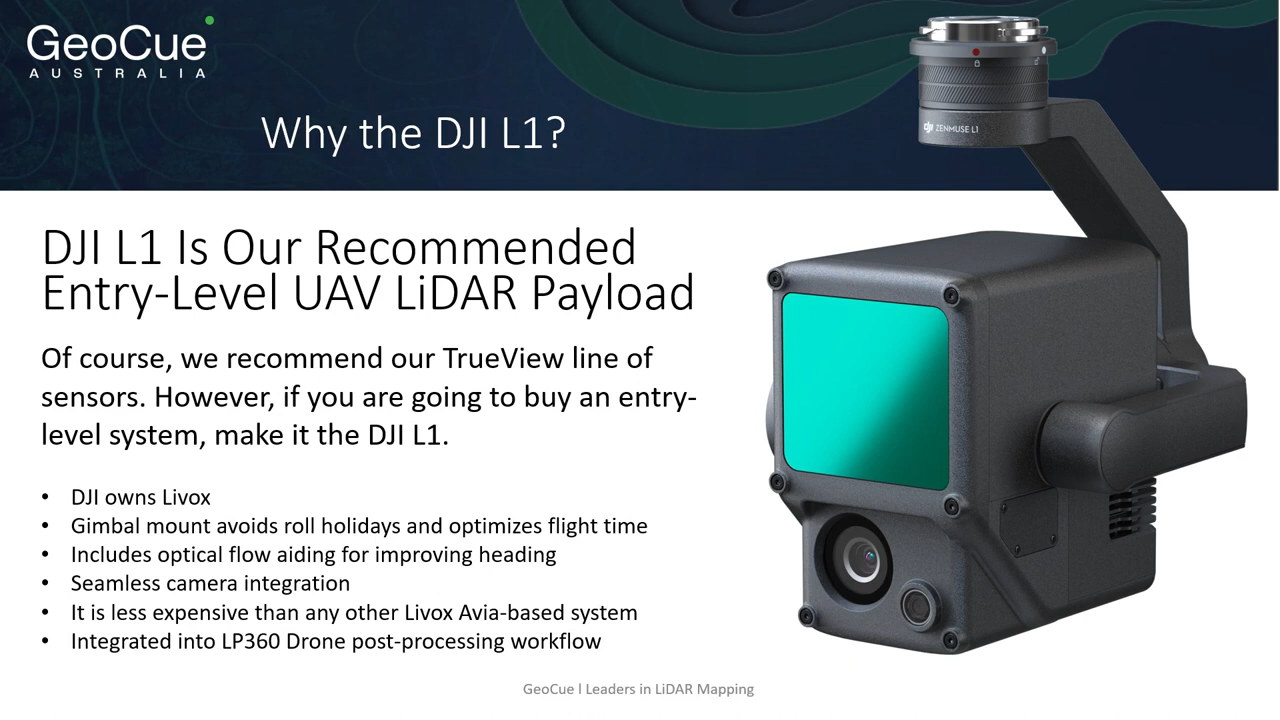 GeoCue
AUSTRALIA
Why the DJI L1?
dji ZENMUSE L1
DJI L1 Is Our Recommended
Entry-Level UAV LiDAR Payload
Of course, we recommend our TrueView line of
sensors. However, if you are going to buy an entry-
level system, make it the DJI L1.
• DJI owns Livox
• Gimbal mount avoids roll holidays and optimizes flight time
• Includes optical flow aiding for improving heading
• Seamless camera integration
• It is less expensive than any other Livox Avia-based system
• Integrated into LP360 Drone post-processing workflow
GeoCue l Leaders in LiDAR Mapping